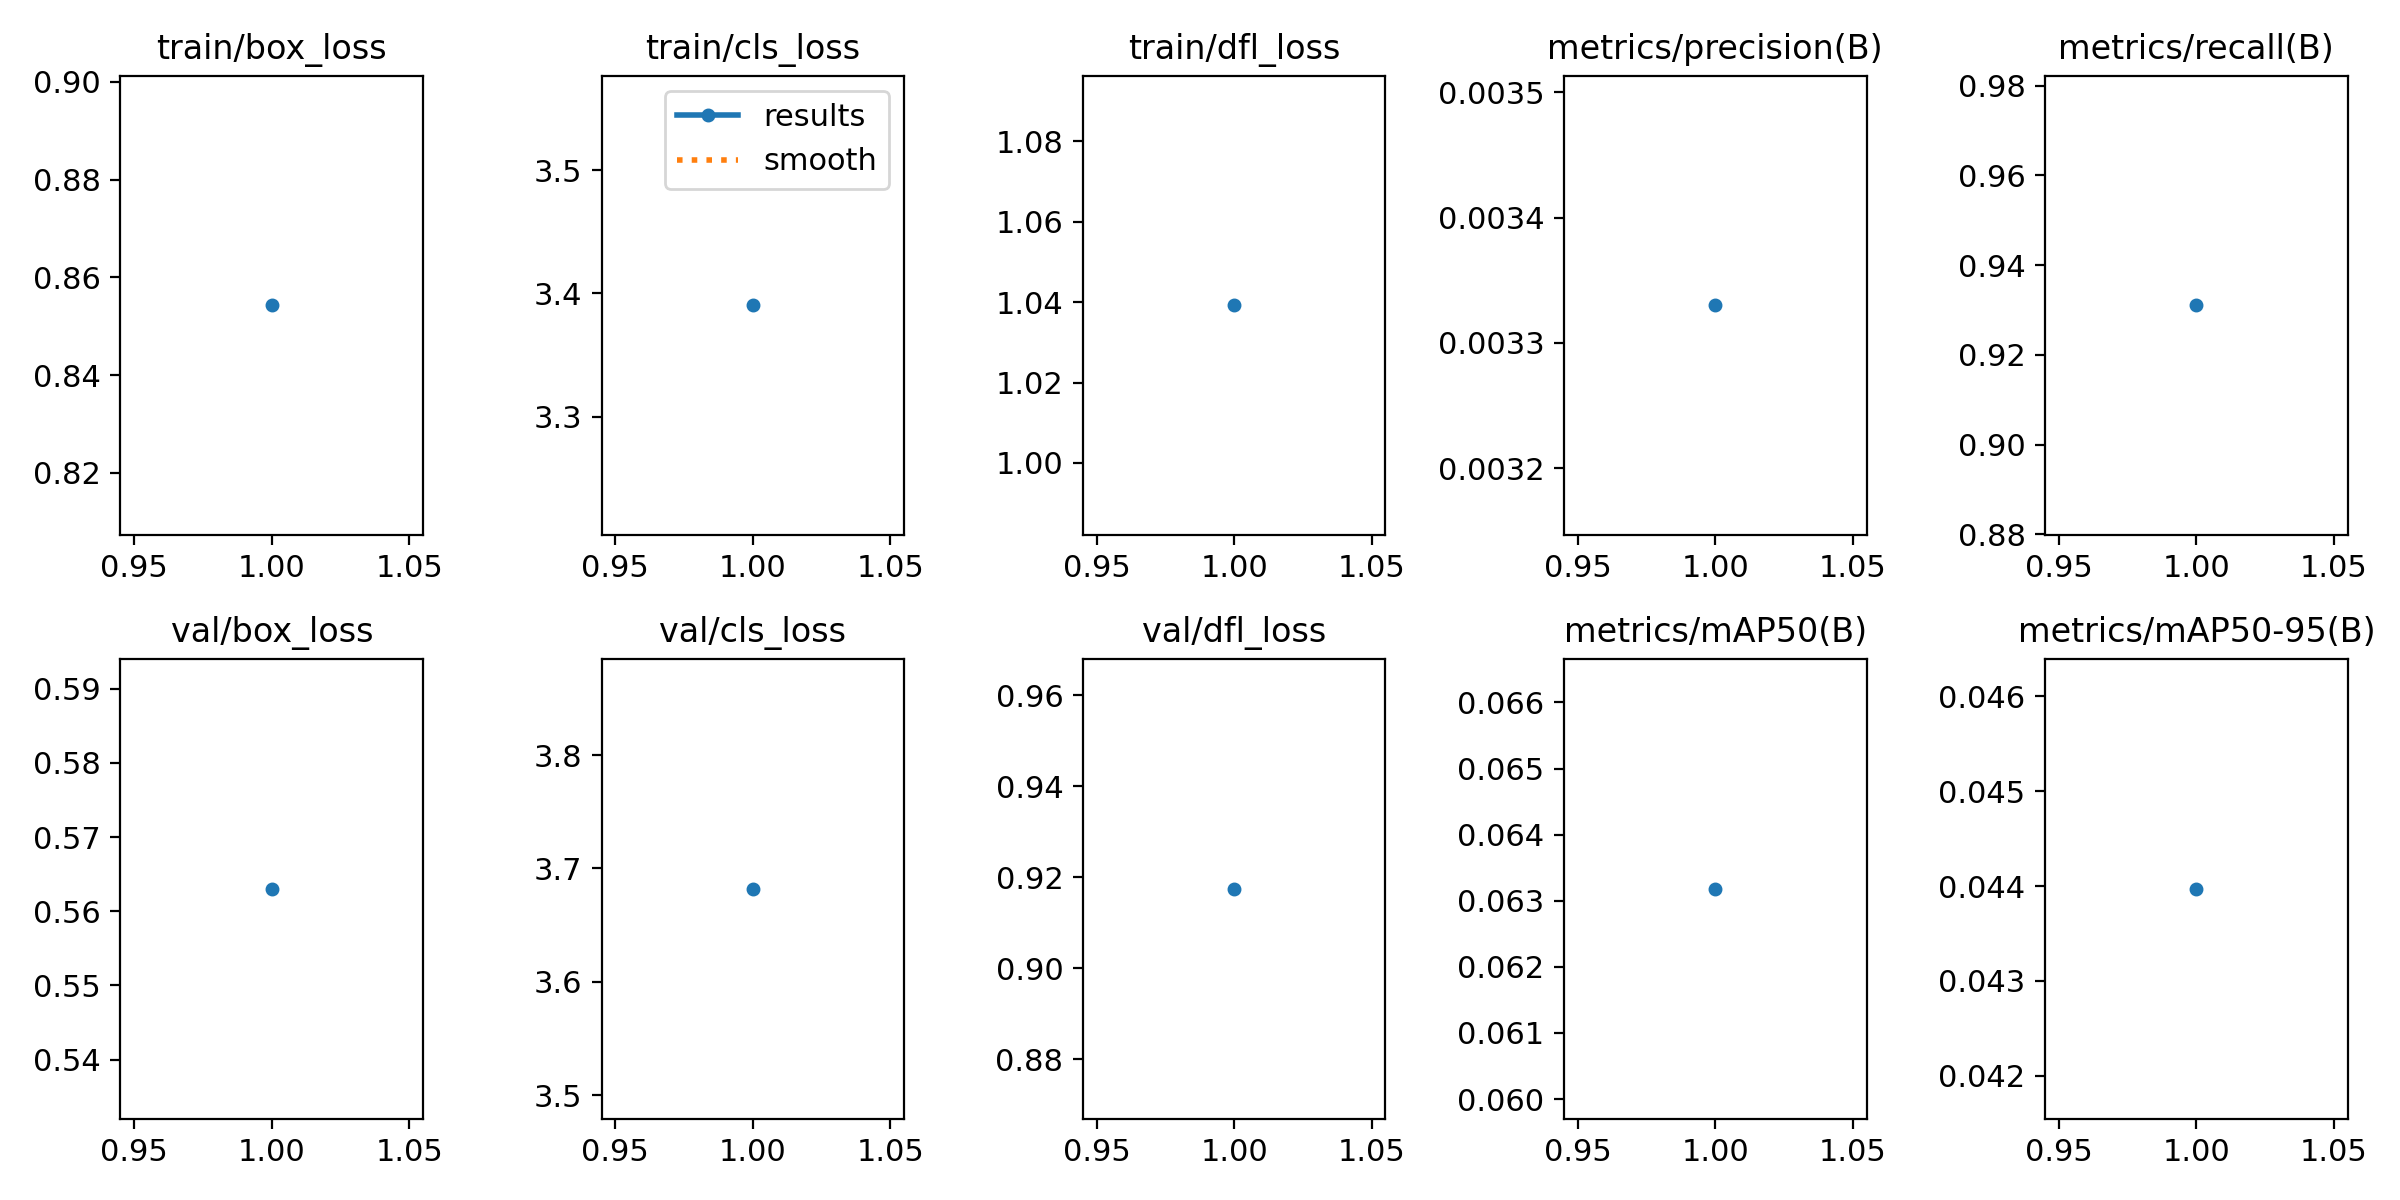 train/box_loss
0.90
0.88
0.86
0.84
0.82
0.95 1.00 1.05
train/cls_loss
results
smooth
3.5
3.4
3.3
0.95 1.00 1.05
train/dfl_loss
1.08
1.06
1.04
1.02
1.00
0.95 1.00 1.05
metrics/precision(B)
0.0035
0.0034
0.0033
0.0032
0.95 1.00 1.05
metrics/recall(B)
0.98
0.96
0.94
0.92
0.90
0.88
0.95 1.00 1.05
val/box_loss
0.59
0.58
0.57
0.56
0.55
0.54
0.95 1.00 1.05
val/cls_loss
3.8
3.7
3.6
3.5
0.95 1.00 1.05
val/dfl_loss
0.96
0.94
0.92
0.90
0.88
0.95 1.00 1.05
metrics/mAP50(B)
0.066
0.065
0.064
0.063
0.062
0.061
0.060
0.95 1.00 1.05
metrics/mAP50-95(B)
0.046
0.045
0.044
0.043
0.042
0.95 1.00 1.05